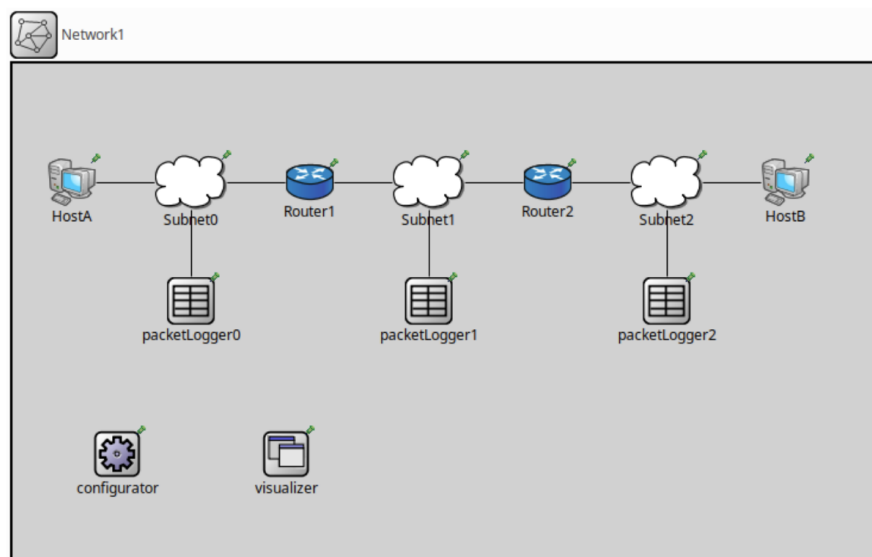 Network1
HostA
Subnet0
Router1
Subnet1
Router2
Subnet2
HostB
packetLogger0
packetLogger1
packetLogger2
configurator
visualizer